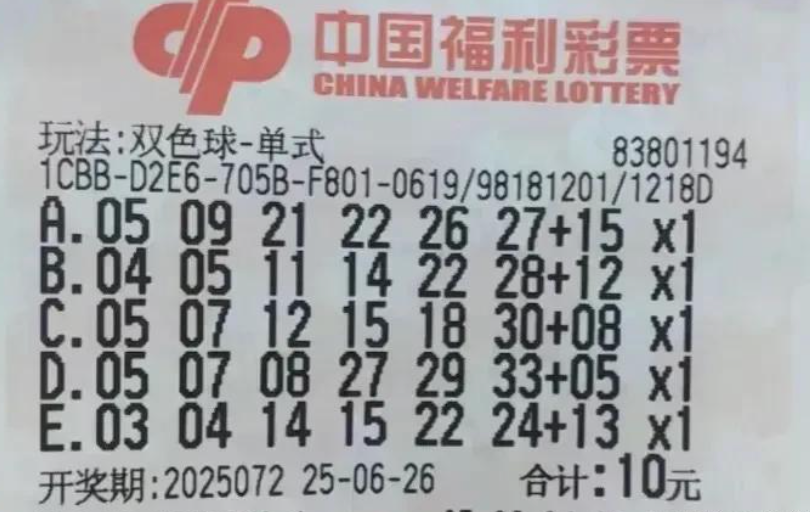 中国福利彩票
CHINA WELFARE LOTTERY
玩法:双色球-单式 83801194
1CBB-D2E6-705B-F801-0619/98181201/1218D
A.05 09 21 22 26 27+15 x1
B.04 05 11 14 22 28+12 x1
C.05 07 12 15 18 30+08 x1
D.05 07 08 27 29 33+05 x1
E.03 04 14 15 22 24+13 x1
开奖期:2025072 25-06-26 合计:10元